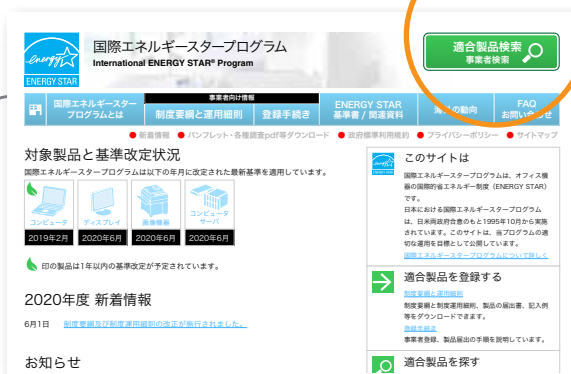 energy
ENERGY STAR
国際エネルギースタープログラム
International ENERGY STAR® Program
適合製品検索
事業者検索
国際エネルギースター
プログラムとは
事業者向け情報
制度要綱と運用細則
登録手続き
ENERGY STAR
基準書 / 関連資料
海外の動向
FAQ
お問い合わせ
● 新着情報 ● パンフレット・各種調査pdf等ダウンロード ● 政府標準利用規約 ● プライバシーポリシー ● サイトマップ
対象製品と基準改定状況
国際エネルギースタープログラムは以下の年月に改定された最新基準を適用しています。
コンピュータ
2019年2月
ディスプレイ
2020年6月
画像機器
2020年6月
コンピュータ
サーバ
2020年6月
印の製品は1年以内の基準改定が予定されています。
2020年度 新着情報
6月1日 制度要綱及び制度運用細則の改正が施行されました。
お知らせ
このサイトは
国際エネルギースタープログラムは、オフィス機
器の国際的省エネルギー制度（ENERGY STAR）
です。
日本における国際エネルギースタープログラム
は、日米両政府合意のもと1995年10月から実施
されています。このサイトは、当プログラムの適
切な運用を目標として公開しています。
国際エネルギースタープログラムについて詳しく
適合製品を登録する
制度要綱と運用細則
制度要綱と制度運用細則、製品の届出書、記入例
等をダウンロードできます。
登録手続き
事業者登録、製品届出の手順を説明しています。
適合製品を探す